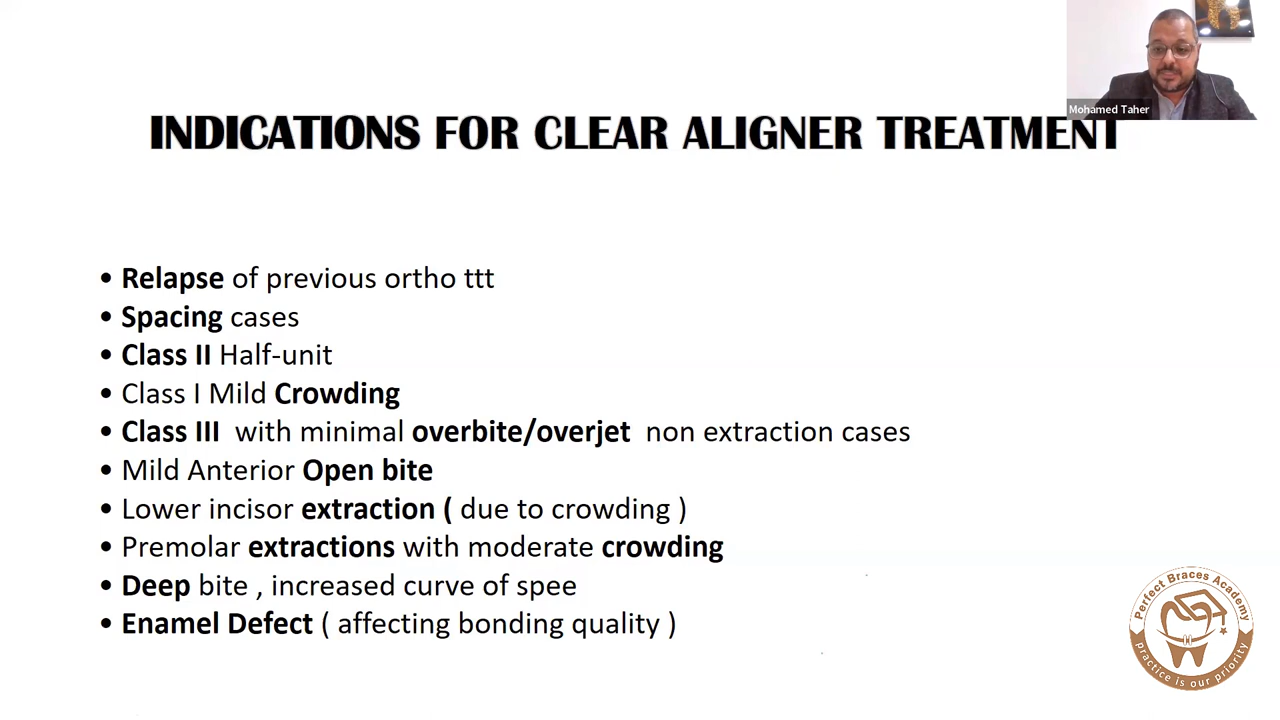 Mohamed Taher
INDICATIONS FOR CLEAR ALIGNER TREATMENT
• Relapse of previous ortho ttt
• Spacing cases
• Class II Half-unit
• Class I Mild Crowding
• Class III with minimal overbite/overjet non extraction cases
• Mild Anterior Open bite
• Lower incisor extraction ( due to crowding )
• Premolar extractions with moderate crowding
• Deep bite , increased curve of spee
• Enamel Defect ( affecting bonding quality )
Perfect Braces Academy
practice is our priority